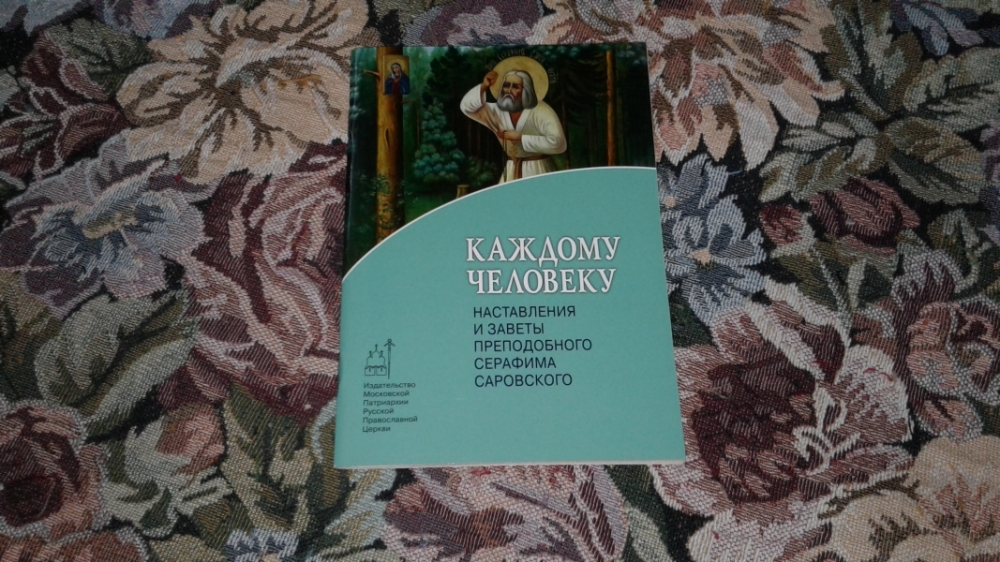 КАЖДОМУ
ЧЕЛОВЕКУ
НАСТАВЛЕНИЯ
И ЗАВЕТЫ
ПРЕПОДОБНОГО
СЕРАФИМА
САРОВСКОГО
Издательство
Московской
Патриархии
Русской
Православной
Церкви